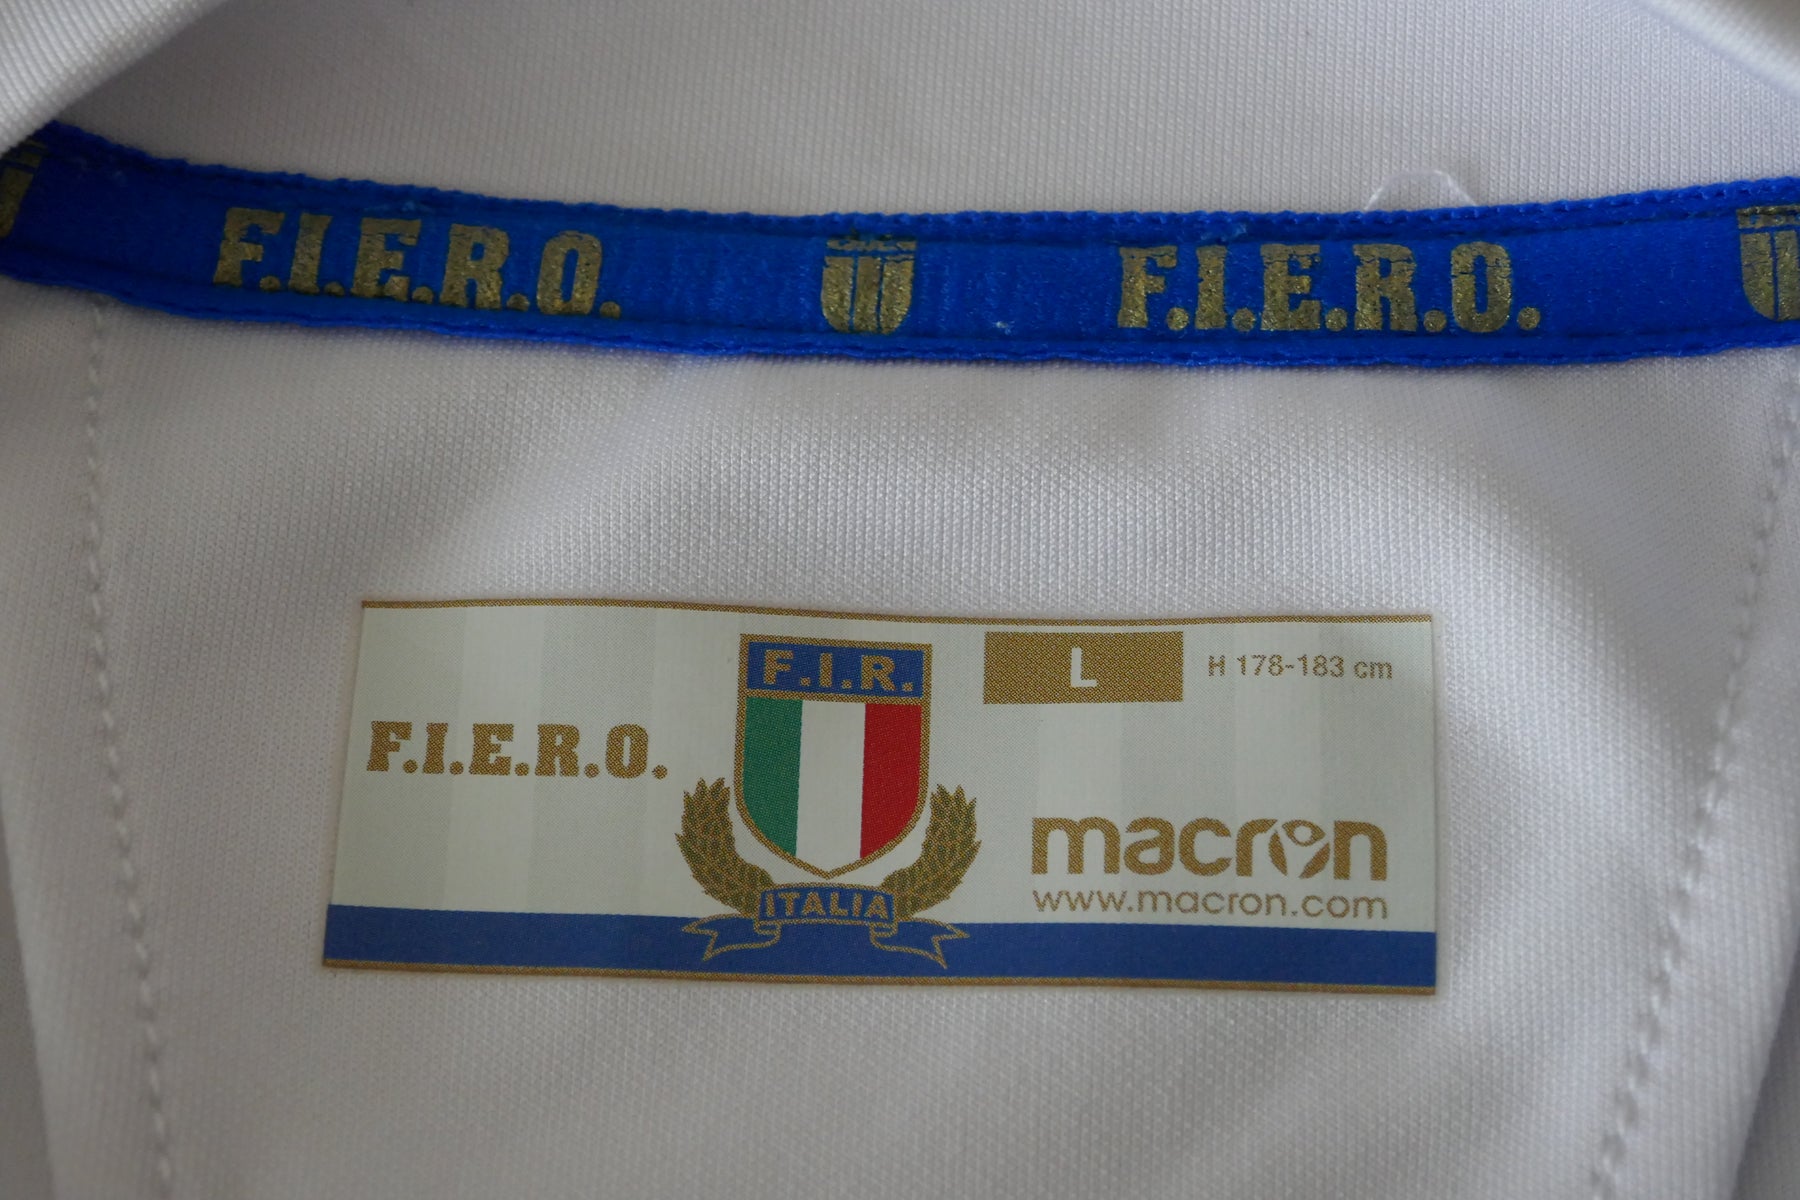 F.I.E.R.O. F.I.E.R.O.
F.I.R.
L H 178-183 cm
F.I.E.R.O.
macron
ITALIA
www.macron.com